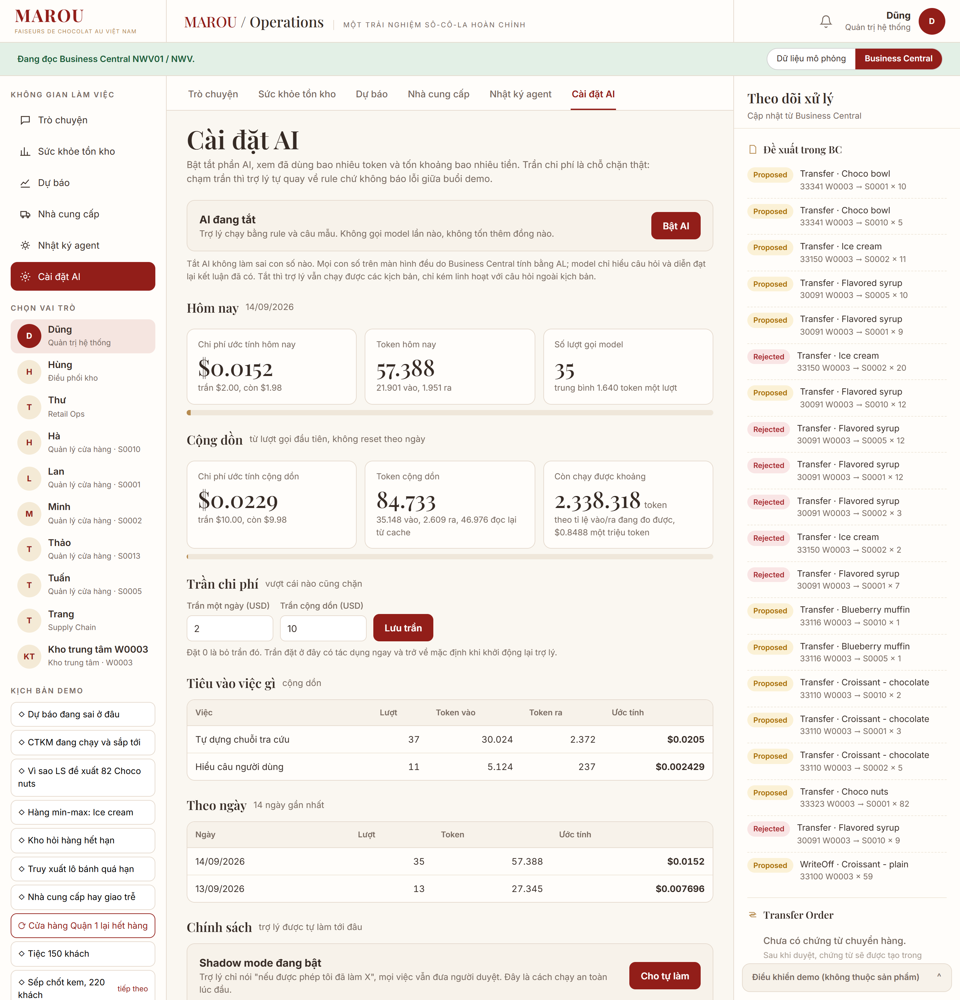 MAROU
FAISEURS DE CHOCOLAT AU VIỆT NAM
MAROU / Operations
MỘT TRẢI NGHIỆM SÔ-CÔ-LA HOÀN CHỈNH
Dũng
Quản trị hệ thống
D
Đang đọc Business Central NWV01 / NWV.
Dữ liệu mô phỏng
Business Central
KHÔNG GIAN LÀM VIỆC
Trò chuyện
Sức khỏe tồn kho
Dự báo
Nhà cung cấp
Nhật ký agent
Cài đặt AI
CHỌN VAI TRÒ
D
Dũng
Quản trị hệ thống
H
Hùng
Điều phối kho
T
Thư
Retail Ops
H
Hà
Quản lý cửa hàng · S0010
L
Lan
Quản lý cửa hàng · S0001
M
Minh
Quản lý cửa hàng · S0002
T
Thảo
Quản lý cửa hàng · S0013
T
Tuấn
Quản lý cửa hàng · S0005
T
Trang
Supply Chain
KT
Kho trung tâm W0003
Kho trung tâm · W0003
KỊCH BẢN DEMO
◇ Dự báo đang sai ở đâu
◇ CTKM đang chạy và sắp tới
◇ Vì sao LS đề xuất 82 Choco
nuts
◇ Hàng min-max: Ice cream
◇ Kho hỏi hàng hết hạn
◇ Truy xuất lô bánh quá hạn
◇ Nhà cung cấp hay giao trễ
Cửa hàng Quận 1 lại hết hàng
◇ Tiệc 150 khách
◇ Sếp chốt kem, 220
khách
tiếp theo
Trò chuyện
Sức khỏe tồn kho
Dự báo
Nhà cung cấp
Nhật ký agent
Cài đặt AI
Cài đặt AI
Bật tắt phần AI, xem đã dùng bao nhiêu token và tốn khoảng bao nhiêu tiền. Trần chi phí là chỗ chặn thật:
chạm trần thì trợ lý tự quay về rule chứ không báo lỗi giữa buổi demo.
AI đang tắt
Trợ lý chạy bằng rule và câu mẫu. Không gọi model lần nào, không tốn thêm đồng nào.
Bật AI
Tắt AI không làm sai con số nào. Mọi con số trên màn hình đều do Business Central tính bằng AL; model chỉ hiểu câu hỏi và diễn đạt
lại kết luận đã có. Tắt thì trợ lý vẫn chạy được các kịch bản, chỉ kém linh hoạt với câu hỏi ngoài kịch bản.
Hôm nay 14/09/2026
Chi phí ước tính hôm nay
$0.0152
trần $2.00, còn $1.98
Token hôm nay
57.388
21.901 vào, 1.951 ra
Số lượt gọi model
35
trung bình 1.640 token một lượt
Cộng dồn từ lượt gọi đầu tiên, không reset theo ngày
Chi phí ước tính cộng dồn
$0.0229
trần $10.00, còn $9.98
Token cộng dồn
84.733
35.148 vào, 2.609 ra, 46.976 đọc lại
từ cache
Còn chạy được khoảng
2.338.318 token
theo tỉ lệ vào/ra đang đo được,
$0.8488 một triệu token
Trần chi phí vượt cái nào cũng chặn
Trần một ngày (USD)
Trần cộng dồn (USD)
2
10
Lưu trần
Đặt 0 là bỏ trần đó. Trần đặt ở đây có tác dụng ngay và trở về mặc định khi khởi động lại trợ lý.
Tiêu vào việc gì cộng dồn
Việc Lượt Token vào Token ra Ước tính
Tự dựng chuỗi tra cứu 37 30.024 2.372 $0.0205
Hiểu câu người dùng 11 5.124 237 $0.002429
Theo ngày 14 ngày gần nhất
Ngày Lượt Token Ước tính
14/09/2026 35 57.388 $0.0152
13/09/2026 13 27.345 $0.007696
Chính sách trợ lý được tự làm tới đâu
Shadow mode đang bật
Trợ lý chỉ nói "nếu được phép tôi đã làm X", mọi việc vẫn đưa người duyệt. Đây là cách chạy an toàn
lúc đầu.
Cho tự làm
Theo dõi xử lý
Cập nhật từ Business Central
Đề xuất trong BC
Proposed Transfer · Choco bowl
33341 W0003 → S0001 × 10
Proposed Transfer · Choco bowl
33341 W0003 → S0010 × 5
Proposed Transfer · Ice cream
33150 W0003 → S0002 × 11
Proposed Transfer · Flavored syrup
30091 W0003 → S0005 × 10
Proposed Transfer · Flavored syrup
30091 W0003 → S0001 × 9
Rejected Transfer · Ice cream
33150 W0003 → S0002 × 20
Proposed Transfer · Flavored syrup
30091 W0003 → S0010 × 12
Rejected Transfer · Flavored syrup
30091 W0003 → S0005 × 12
Rejected Transfer · Flavored syrup
30091 W0003 → S0001 × 12
Rejected Transfer · Flavored syrup
30091 W0003 → S0002 × 3
Rejected Transfer · Ice cream
33150 W0003 → S0002 × 2
Rejected Transfer · Flavored syrup
30091 W0003 → S0001 × 7
Proposed Transfer · Blueberry muffin
33116 W0003 → S0010 × 1
Proposed Transfer · Blueberry muffin
33116 W0003 → S0005 × 1
Proposed Transfer · Croissant - chocolate
33110 W0003 → S0010 × 2
Proposed Transfer · Croissant - chocolate
33110 W0003 → S0001 × 3
Proposed Transfer · Croissant - chocolate
33110 W0003 → S0002 × 5
Proposed Transfer · Choco nuts
33323 W0003 → S0001 × 82
Rejected Transfer · Flavored syrup
30091 W0003 → S0010 × 9
Proposed WriteOff · Croissant - plain
33100 W0003 × 59
Transfer Order
Chưa có chứng từ chuyển hàng.
Sau khi duyệt, chứng từ sẽ được tạo trong
Điều khiển demo (không thuộc sản phẩm) ^